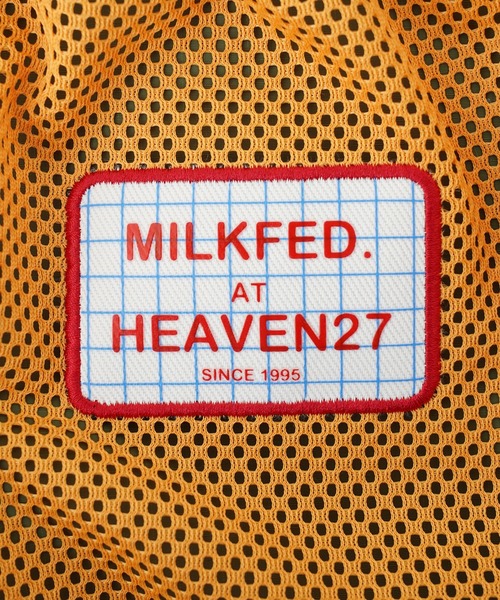 MILKFED.
AT
HEAVEN27
SINCE 1995